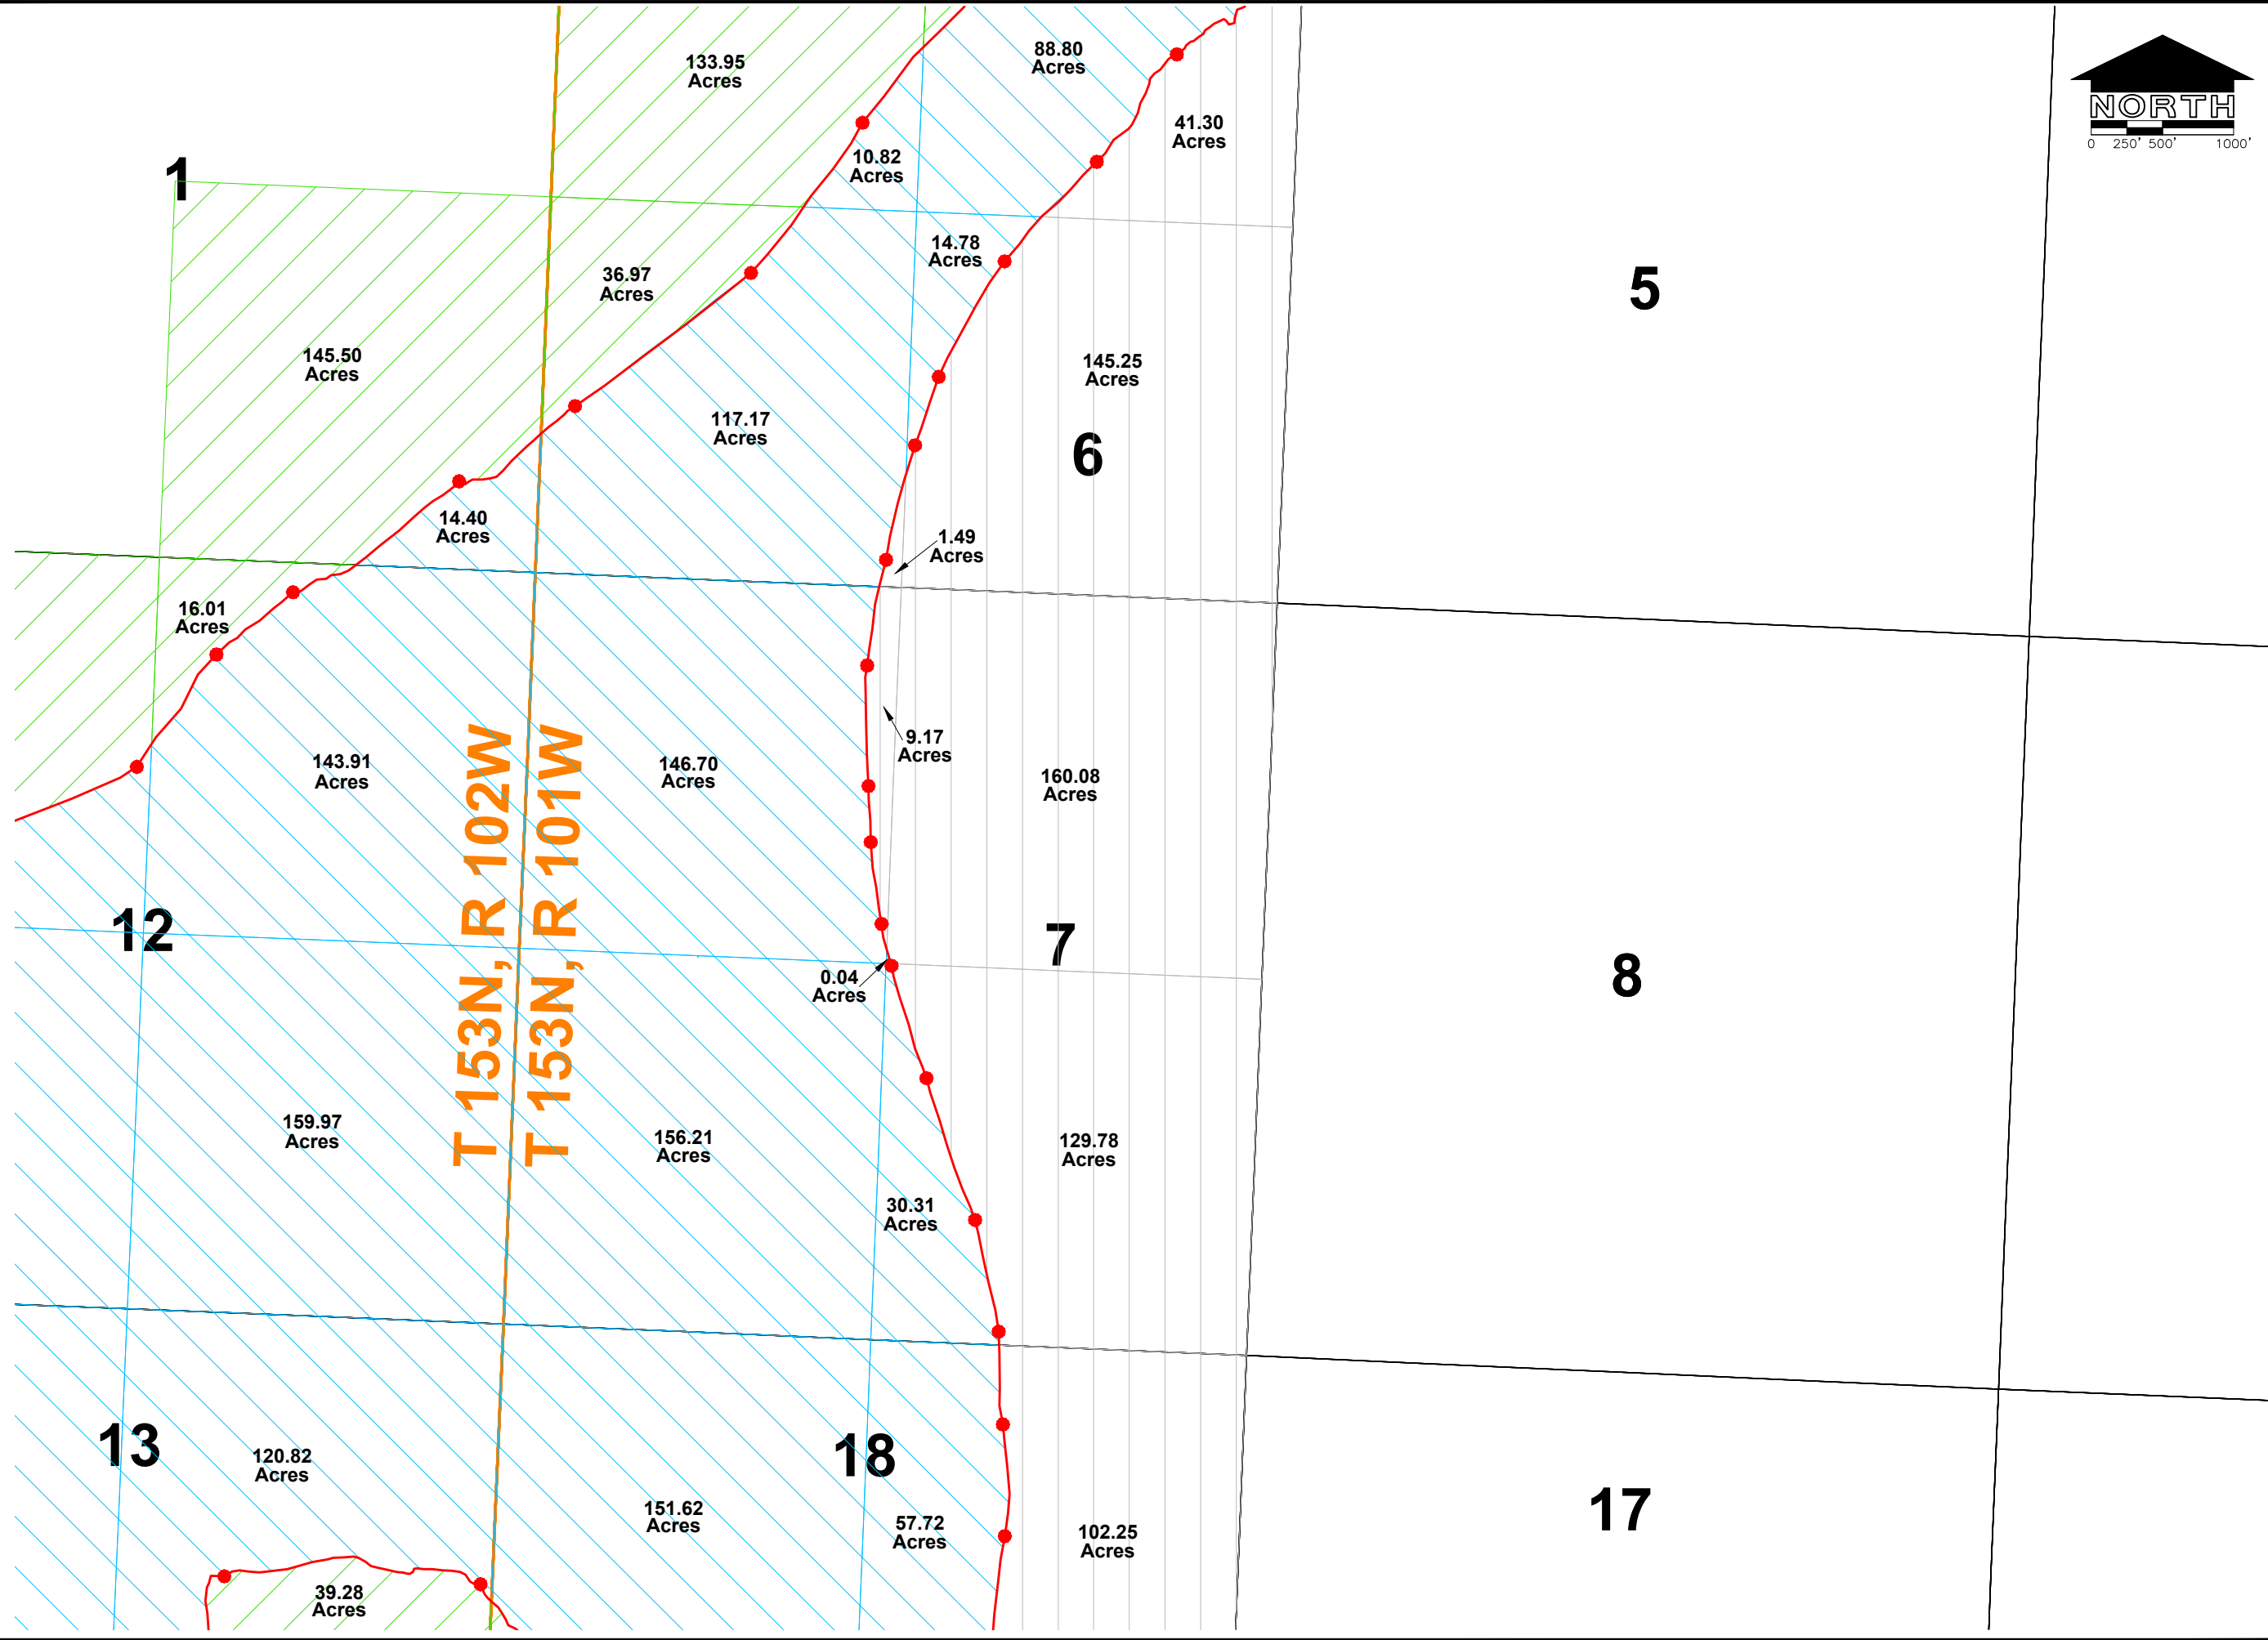 133.95
Acres
88.80
Acres
NORTH
0 250' 500' 1000'
41.30
Acres
10.82
Acres
1
14.78
Acres
36.97
Acres
5
145.50
Acres
145.25
Acres
117.17
Acres
6
14.40
Acres
1.49
Acres
16.01
Acres
9.17
Acres
143.91
Acres
146.70
Acres
160.08
Acres
T 153N, R 102W
T 153N, R 101W
12
7
8
0.04
Acres
159.97
Acres
156.21
Acres
129.78
Acres
30.31
Acres
13
18
120.82
Acres
151.62
Acres
57.72
Acres
102.25
Acres
17
39.28
Acres